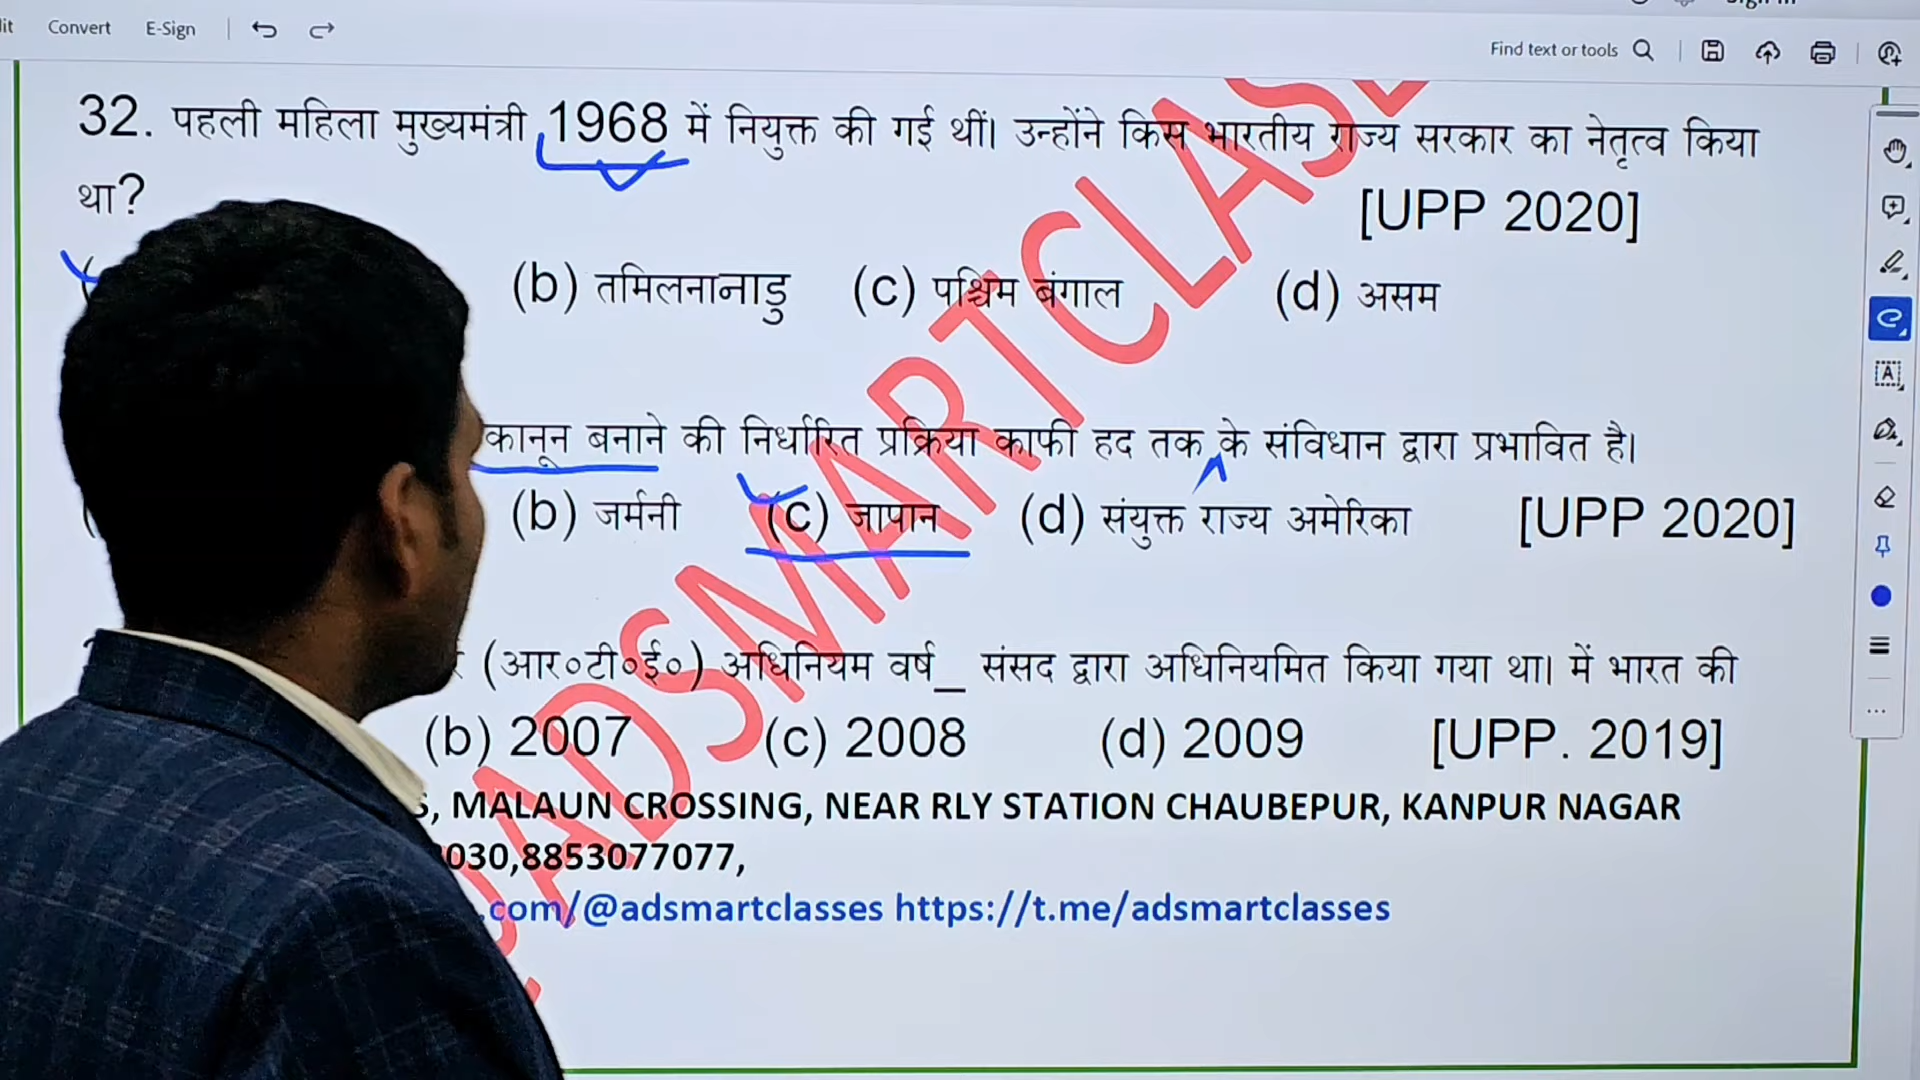 Convert E-Sign
Find text or tools
32. पहली महिला मुख्यमंत्री 1968 में नियुक्त की गई थीं। उन्होंने किस भारतीय राज्य सरकार का नेतृत्व किया
था? [UPP 2020]
(b) तमिलनानाडु (c) पश्चिम बंगाल (d) असम
कानून बनाने की निर्धारित प्रक्रिया काफी हद तक के संविधान द्वारा प्रभावित है।
(b) जर्मनी (c) जापान (d) संयुक्त राज्य अमेरिका [UPP 2020]
(आर०टी०ई०) अधिनियम वर्ष_ संसद द्वारा अधिनियमित किया गया था। में भारत की
(b) 2007 (c) 2008 (d) 2009 [UPP. 2019]
S, MALAUN CROSSING, NEAR RLY STATION CHAUBEPUR, KANPUR NAGAR
030,8853077077,
.com/@adsmartclasses https://t.me/adsmartclasses
ADSMARTCLASS